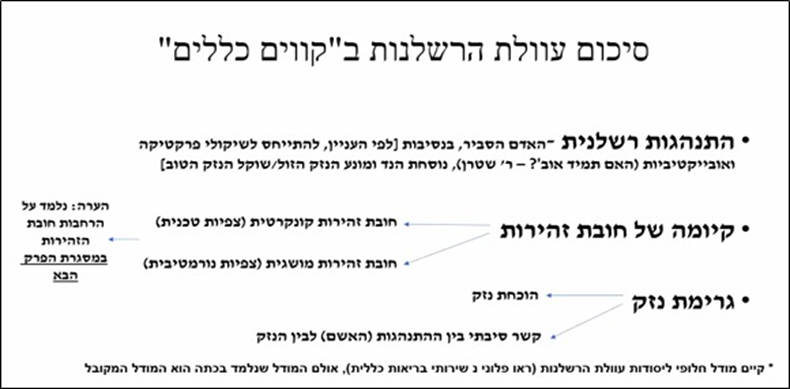 סיכום עוולת הרשלנות ב"קווים כללים"
• התנהגות רשלנית -האדם הסביר, בנסיבות [לפי העניין, להתייחס לשיקולי פרקטיקה
ואובייקטיביות (האם תמיד אוב'? – ר' שטרן), נוסחת הנד ומונע הנזק הזול/שוקל הנזק הטוב]
• קיומה של חובת זהירות
חובת זהירות קונקרטית (צפיות טכנית)
חובת זהירות מושגית (צפיות נורמטיבית)
הערה: נלמד על
הרחבות חובת
הזהירות
במסגרת הפרק
הבא
• גרימת נזק
הוכחת נזק
קשר סיבתי בין ההתנהגות (האשם) לבין הנזק
* קיים מודל חלופי ליסודות עוולת הרשלנות (ראו פלוני נ שירותי בריאות כללית), אולם המודל שנלמד בכתה הוא המודל המקובל